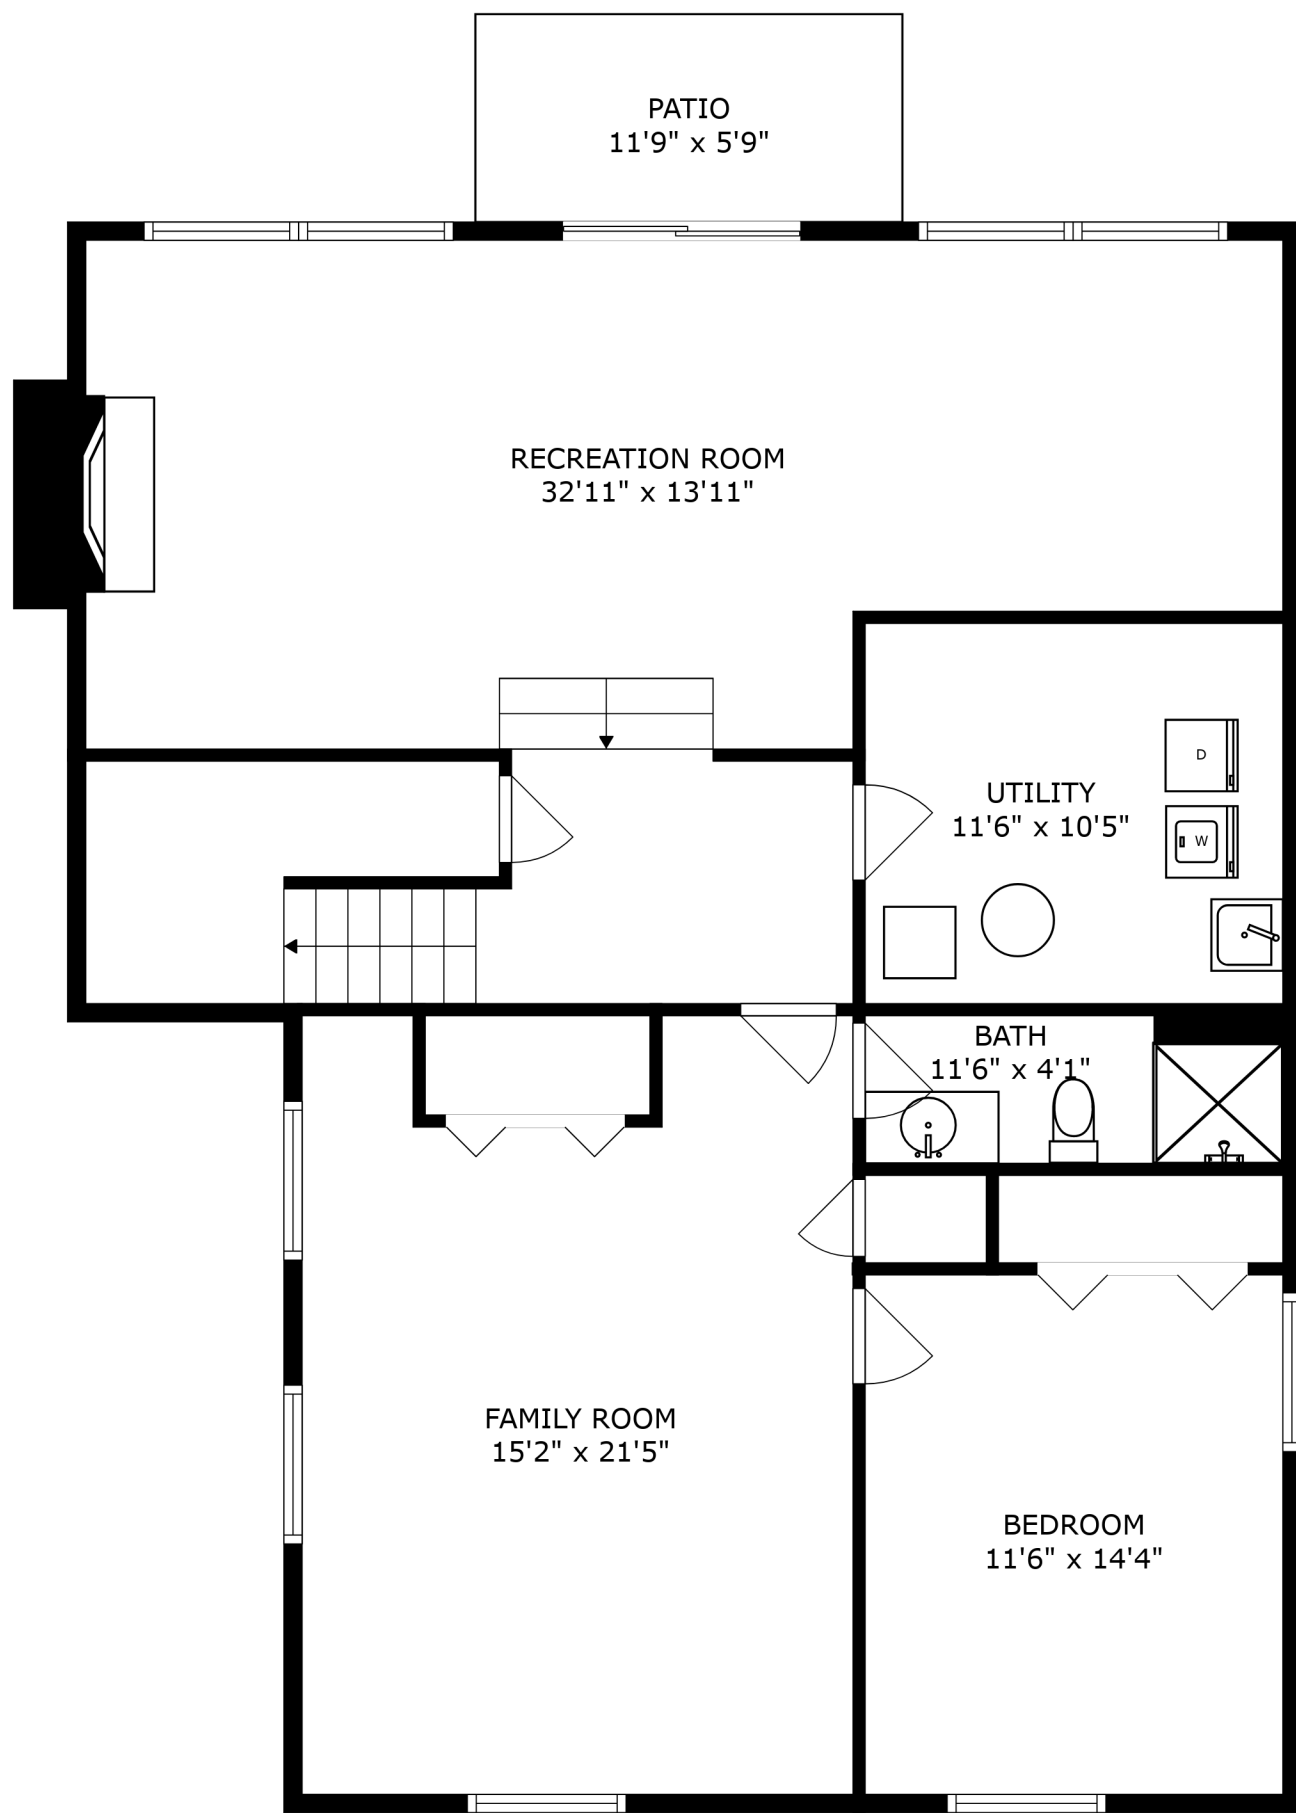 PATIO
11'9" x 5'9"
RECREATION ROOM
32'11" x 13'11"
D
UTILITY
11'6" x 10'5"
W
BATH
11'6" x 4'1"
FAMILY ROOM
15'2" x 21'5"
BEDROOM
11'6" x 14'4"